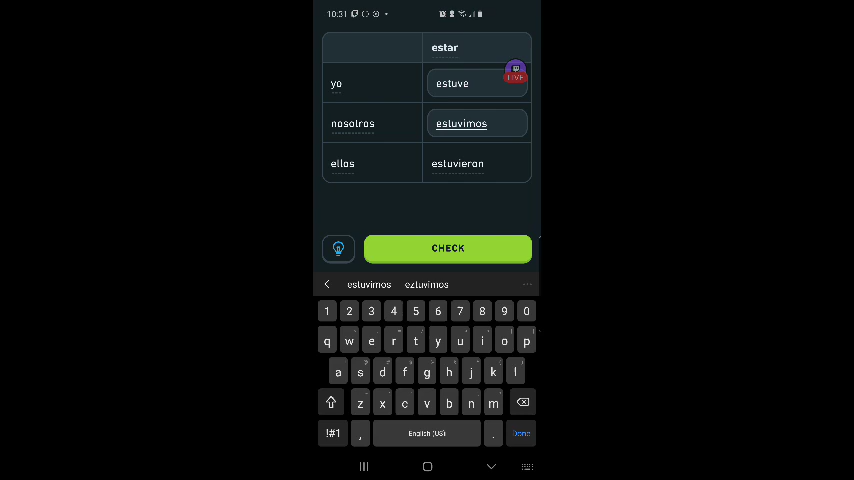 10:31
estar
LIVE
yo estuve
nosotros estuvimos
ellos estuvieron
CHECK
estuvimos eztuvimos
1 2 3 4 5 6 7 8 9 0
q w e r t y u i o p
a s d f g h j k l
z x c v b n m
!#1 , English (US) . Done